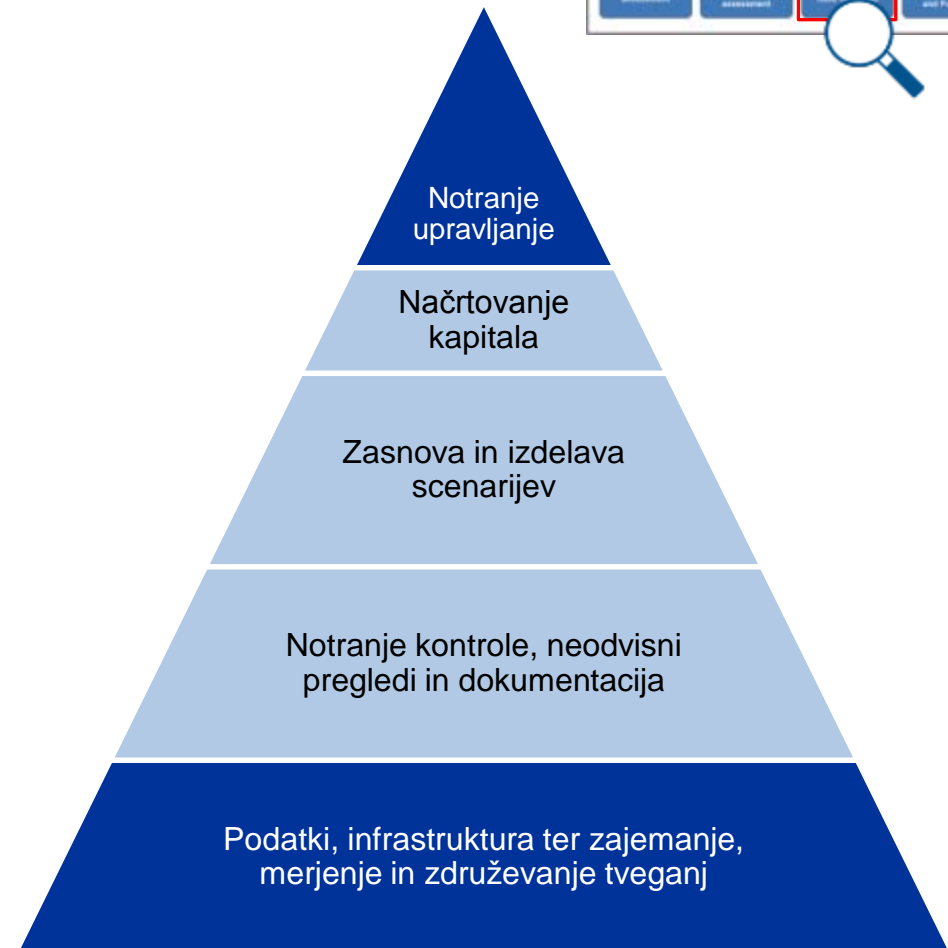 assessment
Notranje
upravljanje
Načrtovanje
kapitala
Zasnova in izdelava
scenarijev
Notranje kontrole, neodvisni
pregledi in dokumentacija
Podatki, infrastruktura ter zajemanje,
merjenje in združevanje tveganj